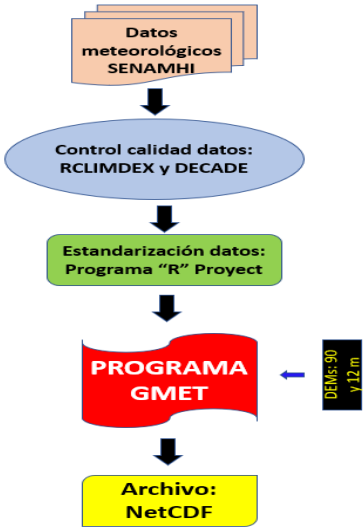 Datos
meteorológicos
SENAMHI
Control calidad datos:
RCLIMDEX y DECADE
Estandarización datos:
Programa “R” Proyect
PROGRAMA
GMET
DEMs: 90
y 12 m
Archivo:
NetCDF